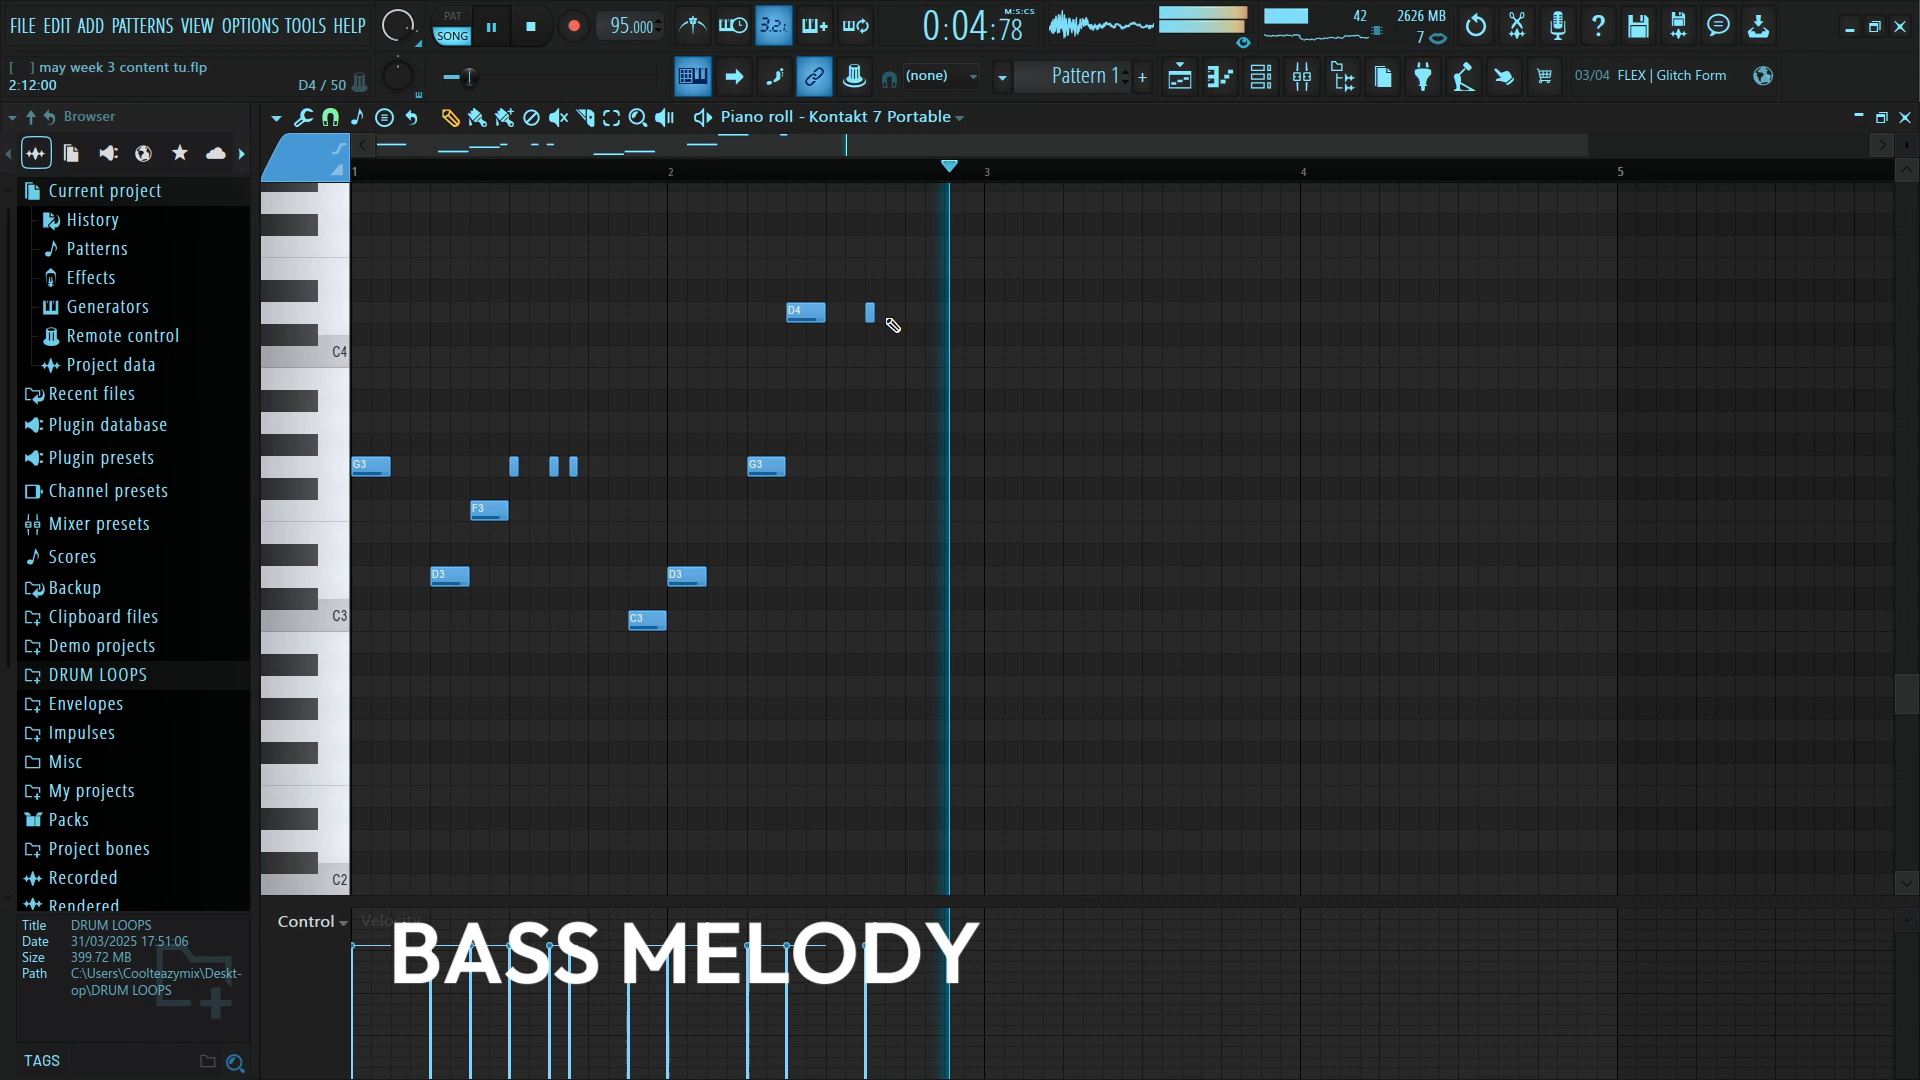 FILE EDIT ADD PATTERNS VIEW OPTIONS TOOLS HELP
PAT
SONG
95.000
3.2.
0:04:78
M:S:CS
42
2626 MB
7
[ ] may week 3 content tu.flp
2:12:00
D4 / 50
(none)
Pattern 1
03/04 FLEX | Glitch Form
Browser
Piano roll - Kontakt 7 Portable
Current project
History
Patterns
Effects
Generators
Remote control
Project data
Recent files
Plugin database
Plugin presets
Channel presets
Mixer presets
Scores
Backup
Clipboard files
Demo projects
DRUM LOOPS
Envelopes
Impulses
Misc
My projects
Packs
Project bones
Recorded
Rendered
Title DRUM LOOPS
Date 31/03/2025 17:51:06
Size 399.72 MB
Path C:\Users\Coolteazymix\Deskt-
op\DRUM LOOPS
TAGS
1 2 3 4 5
D4
C4
G3 G3
F3
D3 D3
C3 C3
C2
Control Velocity
BASS MELODY